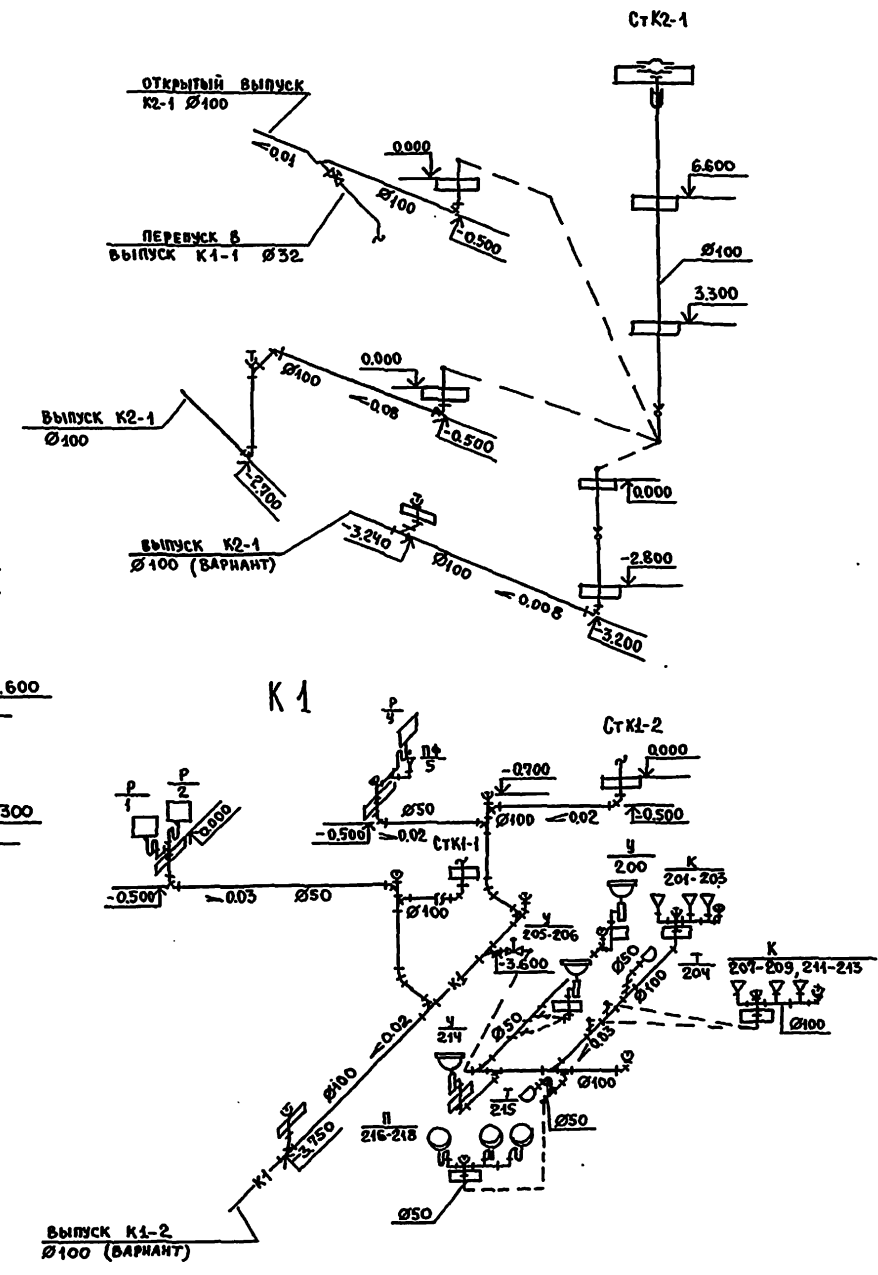 СтК2-1
ОТКРЫТЫЙ ВЫПУСК
К2-1 Ø100
0.01
0.000
Ø100
-0.500
6.600
ПЕРЕПУСК В
ВЫПУСК К1-1 Ø32
Ø100
3.300
0.000
Ø100
0.08
-0.500
ВЫПУСК К2-1
Ø100
-2.700
0.000
-3.240
ВЫПУСК К2-1
Ø100 (ВАРИАНТ)
Ø100
-2.800
0.008
-3.200
.600
К 1
Р
4
СтК1-2
ПФ
5
Р
1
Р
2
0.000
-0.700
0.000
300
-0.500
Ø50
0.02
Ø100
0.02
-0.500
СтК1-1
-0.500
0.03
Ø50
Ø100
У
200
К
201-203
У
205-206
-3.600
К1
Ø50
Ø100
Т
204
К
207-209, 211-213
Ø100
0.02
У
214
Ø50
0.03
Ø100
Ø100
Т
215
Ø50
П
216-218
-3.750
К1
Ø50
ВЫПУСК К1-2
Ø100 (ВАРИАНТ)